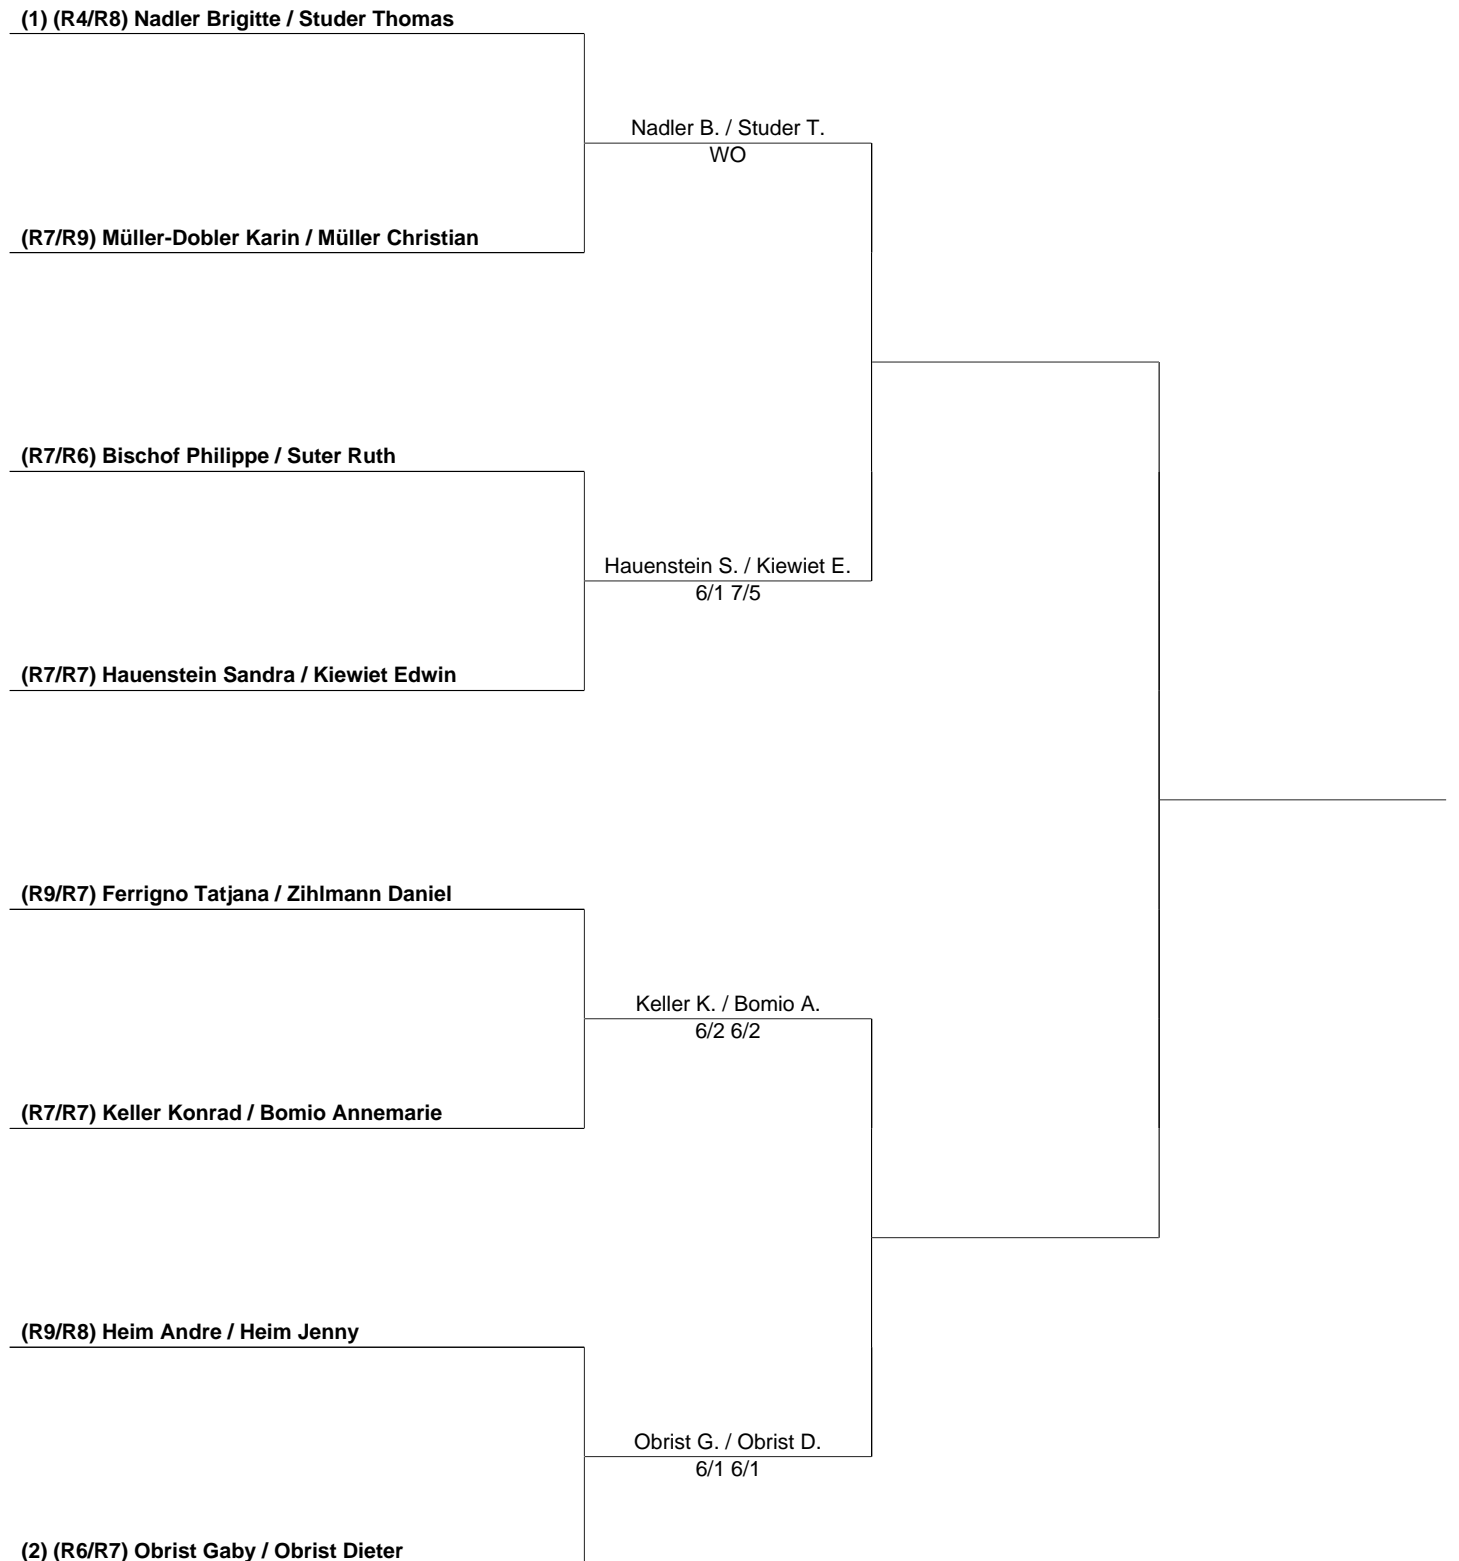 (1) (R4/R8) Nadler Brigitte / Studer Thomas
Nadler B. / Studer T.
WO
(R7/R9) Müller-Dobler Karin / Müller Christian
(R7/R6) Bischof Philippe / Suter Ruth
Hauenstein S. / Kiewiet E.
6/1 7/5
(R7/R7) Hauenstein Sandra / Kiewiet Edwin
(R9/R7) Ferrigno Tatjana / Zihlmann Daniel
Keller K. / Bomio A.
6/2 6/2
(R7/R7) Keller Konrad / Bomio Annemarie
(R9/R8) Heim Andre / Heim Jenny
Obrist G. / Obrist D.
6/1 6/1
(2) (R6/R7) Obrist Gaby / Obrist Dieter